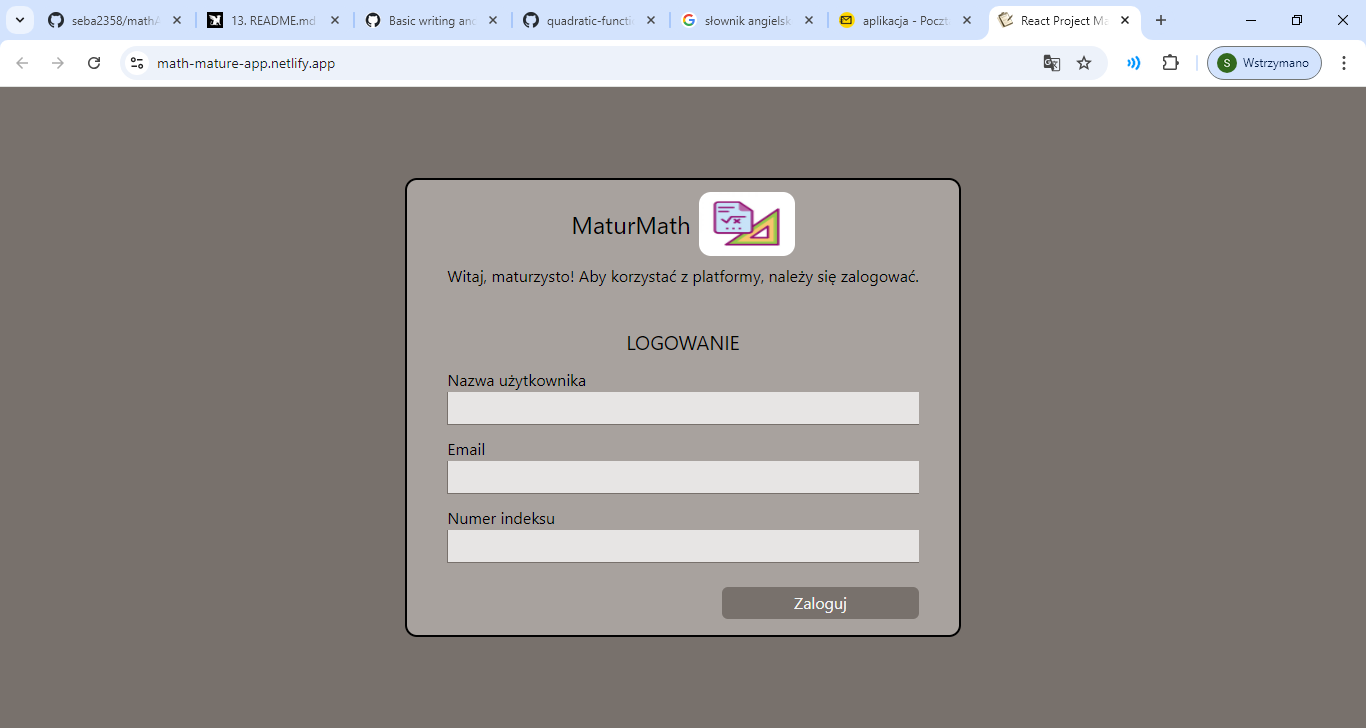 seba2358/math
13. README.md
Basic writing and
quadratic-functi
słownik angielsk
aplikacja - Poczt
React Project Ma
math-mature-app.netlify.app
S Wstrzymano
MaturMath
Witaj, maturzysto! Aby korzystać z platformy, należy się zalogować.
LOGOWANIE
Nazwa użytkownika
Email
Numer indeksu
Zaloguj